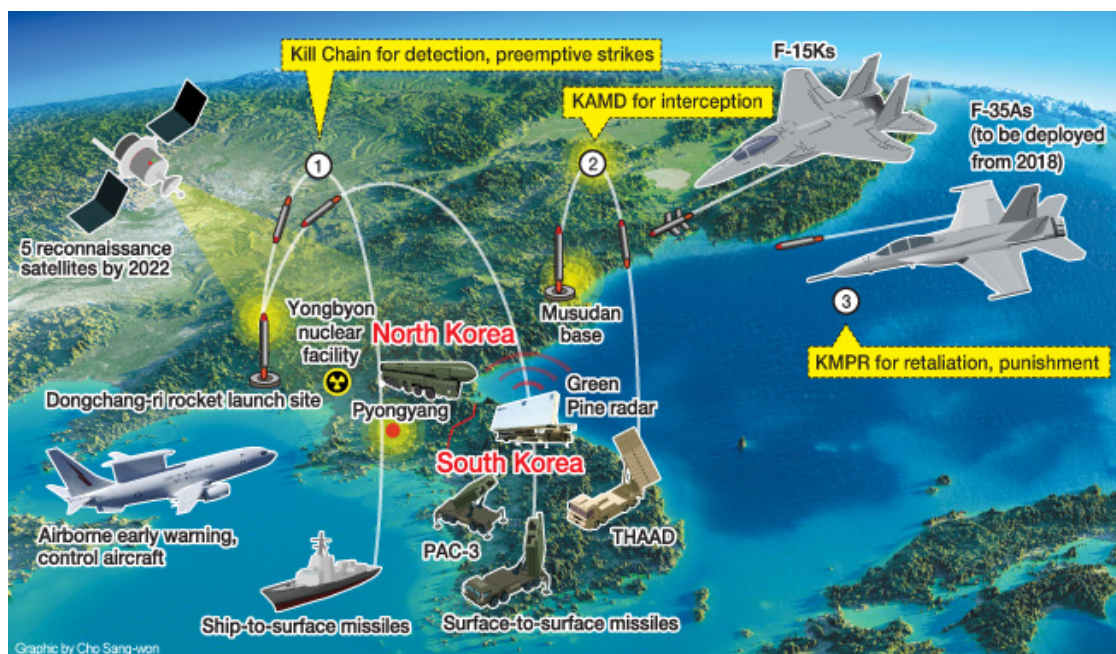 Kill Chain for detection, preemptive strikes
F-15Ks
KAMD for interception
F-35As
(to be deployed
from 2018)
1
2
5 reconnaissance
satellites by 2022
Yongbyon
nuclear
facility
North Korea
Musudan
base
3
KMPR for retaliation, punishment
Dongchang-ri rocket launch site
Pyongyang
Green
Pine radar
South Korea
Airborne early warning,
control aircraft
PAC-3
THAAD
Ship-to-surface missiles
Surface-to-surface missiles
Graphic by Cho Sang-won